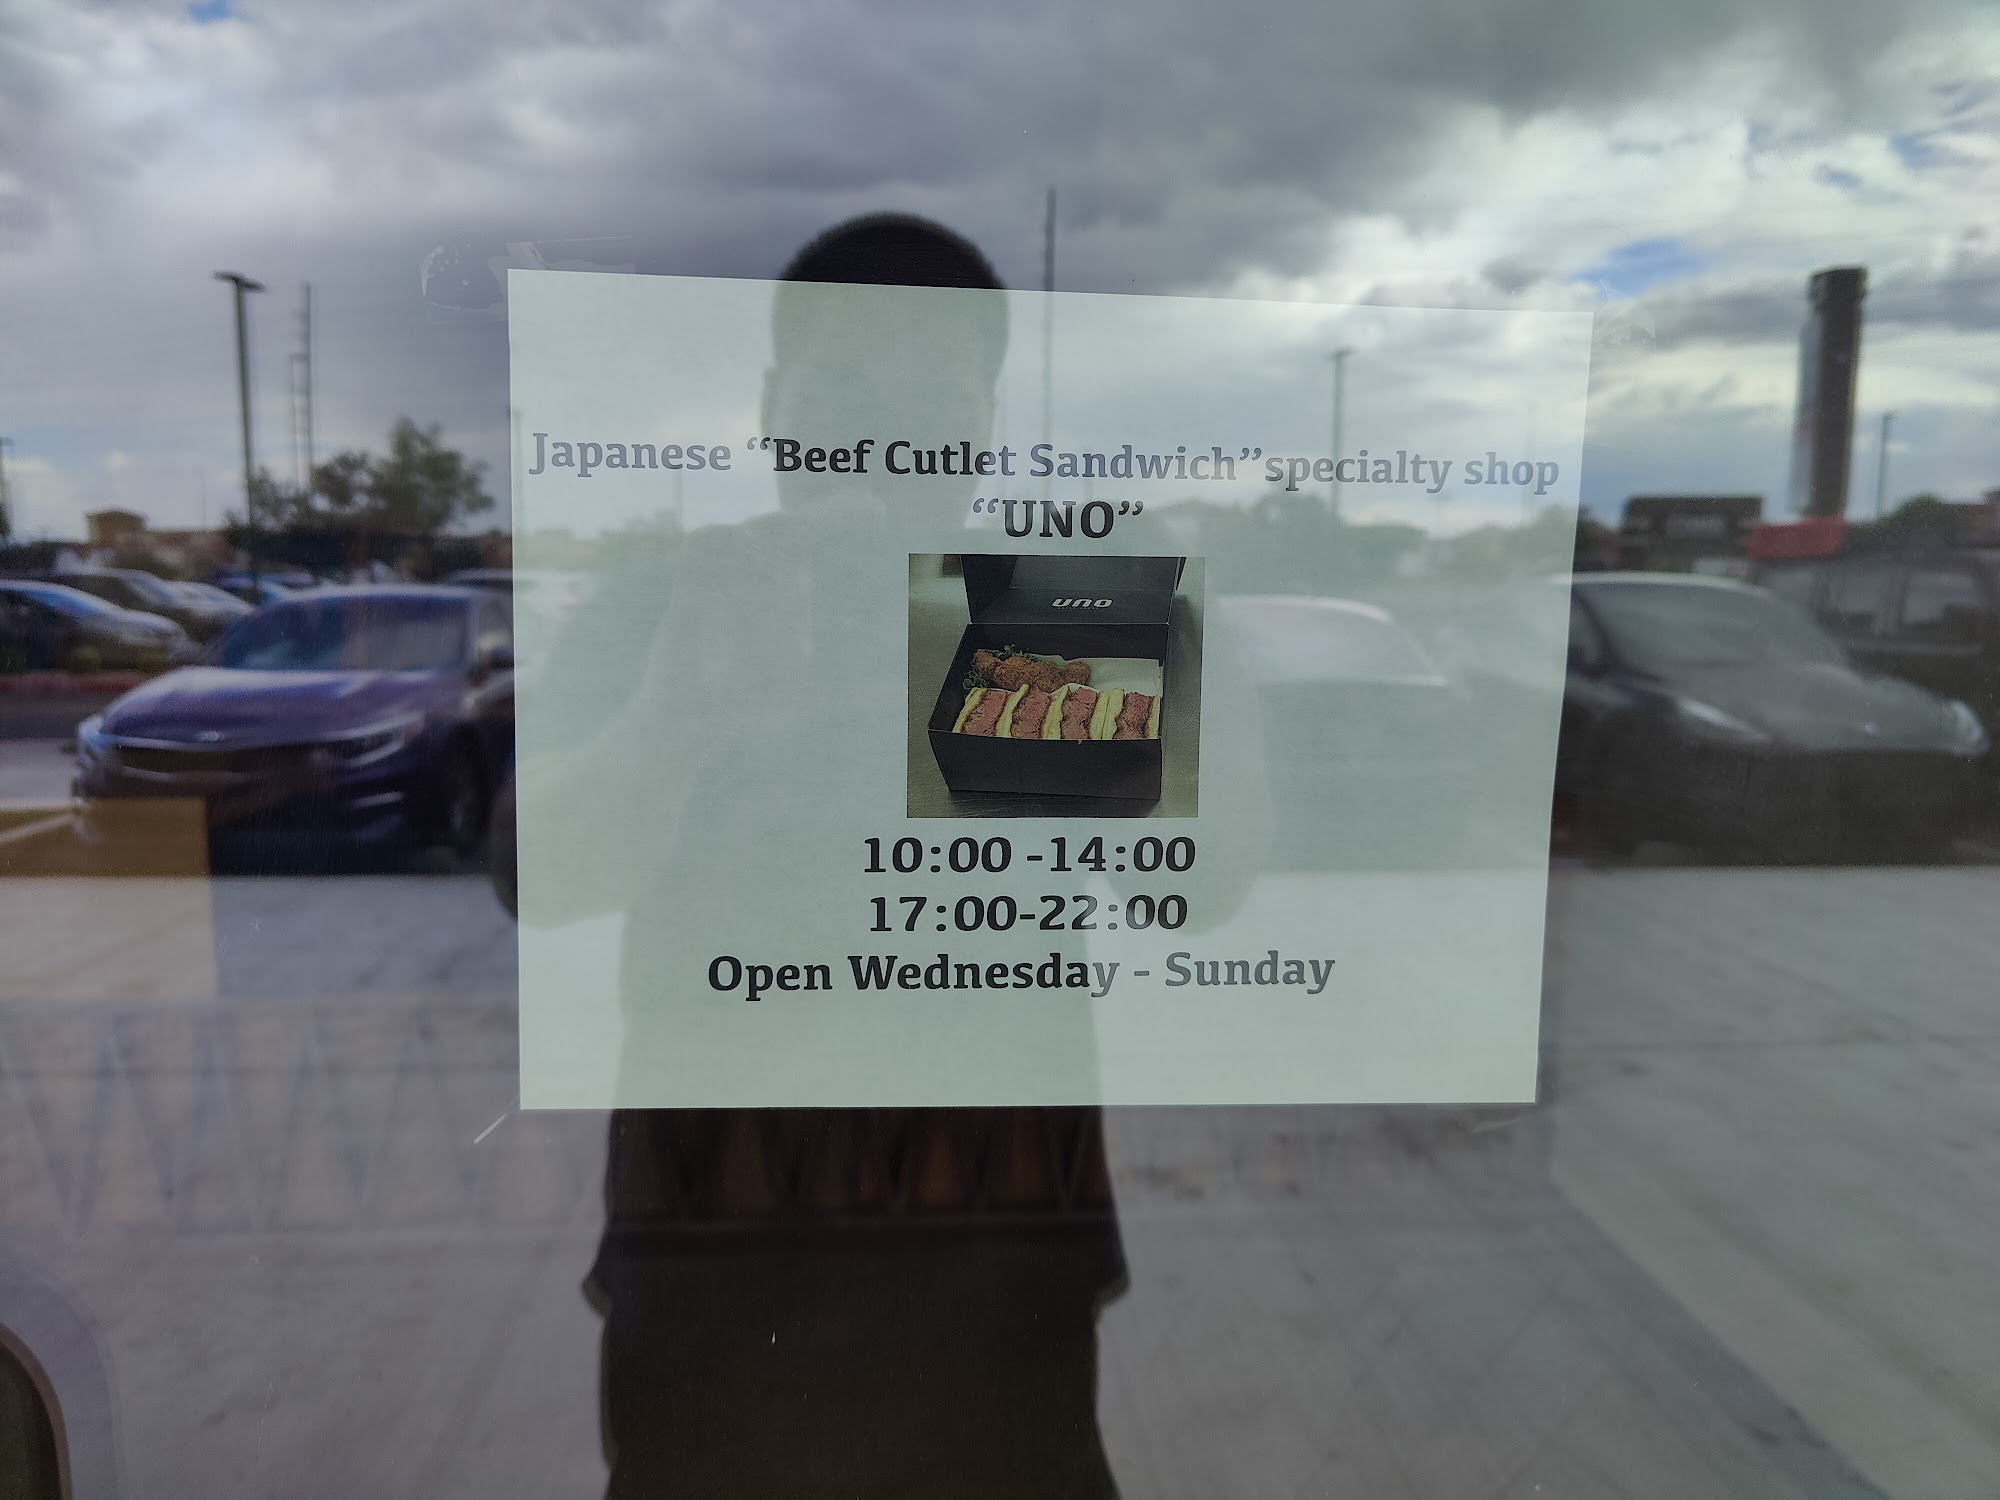 Japanese “Beef Cutlet Sandwich”specialty shop
“UNO”
uno
10:00 -14:00
17:00-22:00
Open Wednesday - Sunday